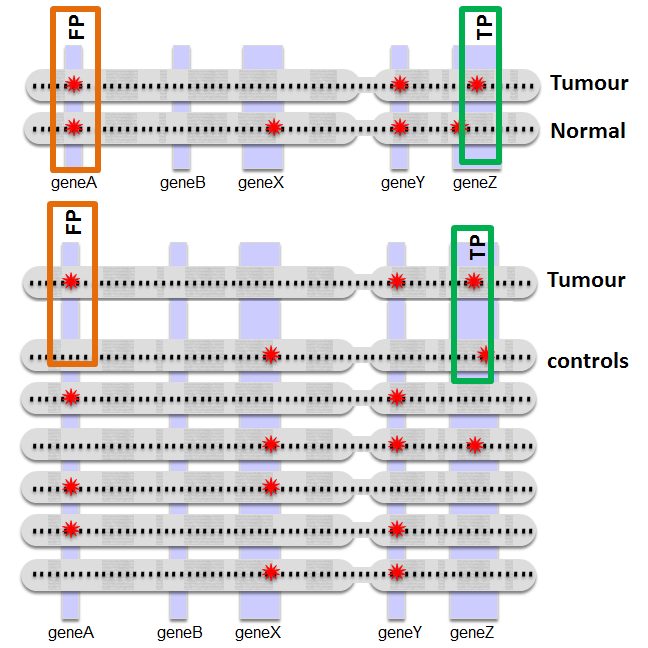 FP
TP
Tumour
Normal
geneA geneB geneX geneY geneZ
FP
TP
Tumour
controls
geneA geneB geneX geneY geneZ